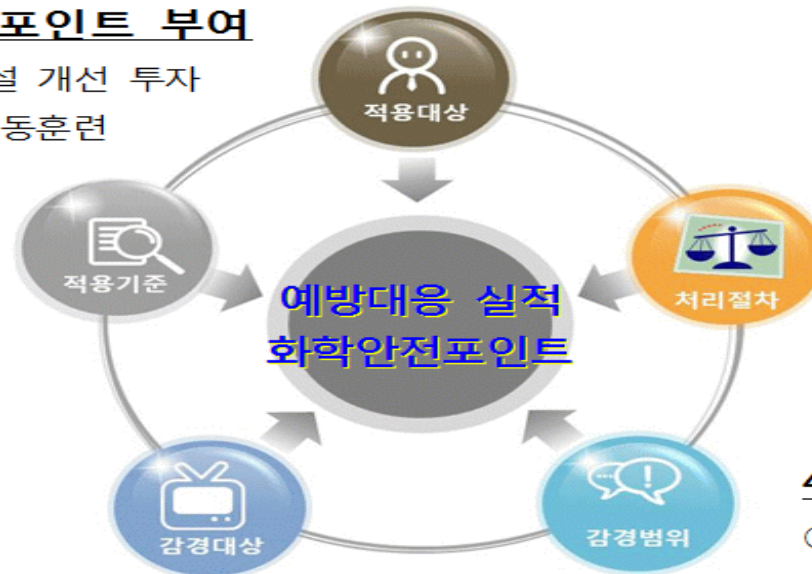 포인트 부여
설 개선 투자
동훈련
적용대상
적용기준
처리절차
예방대응 실적
화학안전포인트
감경대상
감경범위